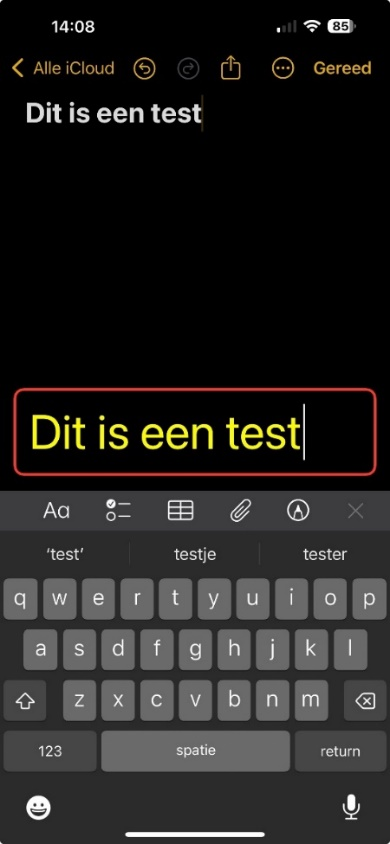 14:08
85
Alle iCloud
Gereed
Dit is een test
Dit is een test
Aa
‘test’ testje tester
q w e r t y u i o p
a s d f g h j k l
z x c v b n m
123 spatie return